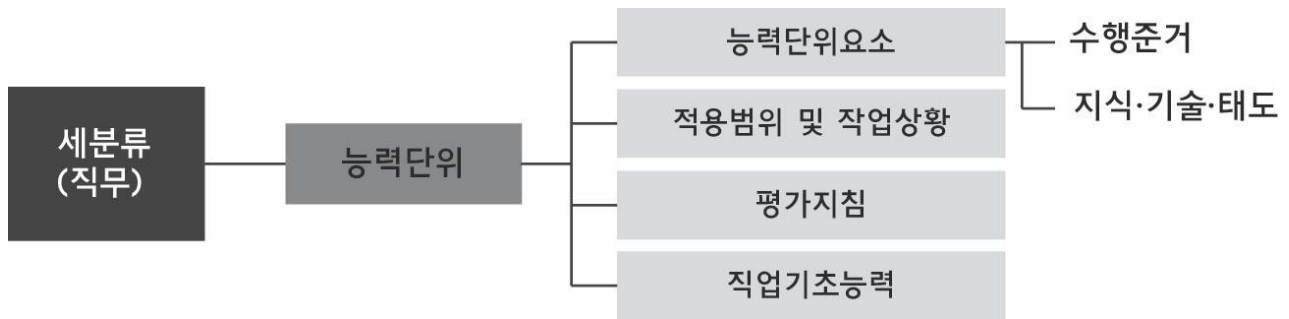 세분류
(직무)
능력단위
능력단위요소
수행준거
지식·기술·태도
적용범위 및 작업상황
평가지침
직업기초능력